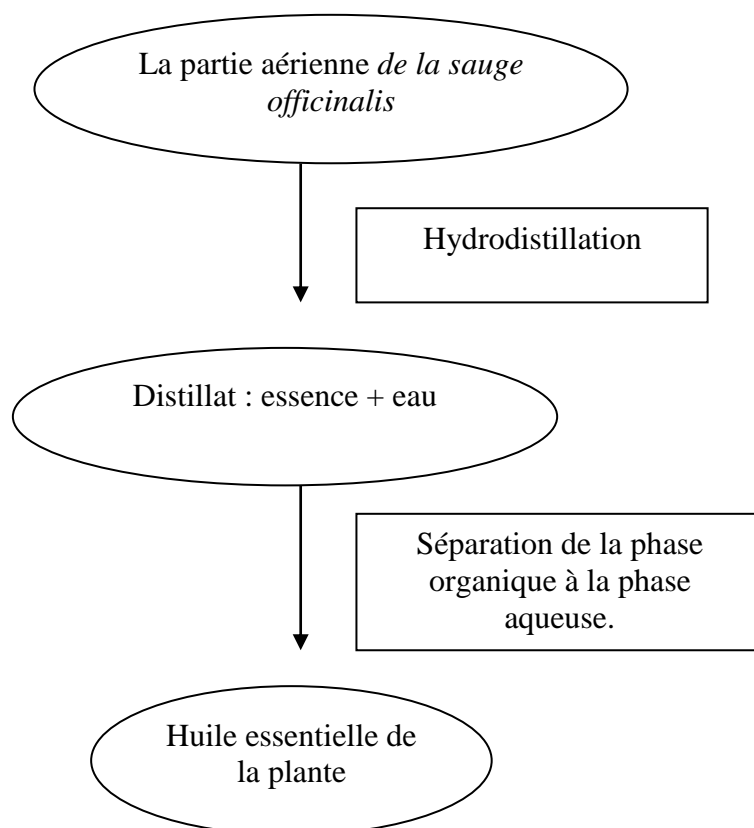 La partie aérienne de la sauge
officinalis
Hydrodistillation
Distillat : essence + eau
Séparation de la phase
organique à la phase
aqueuse.
Huile essentielle de
la plante